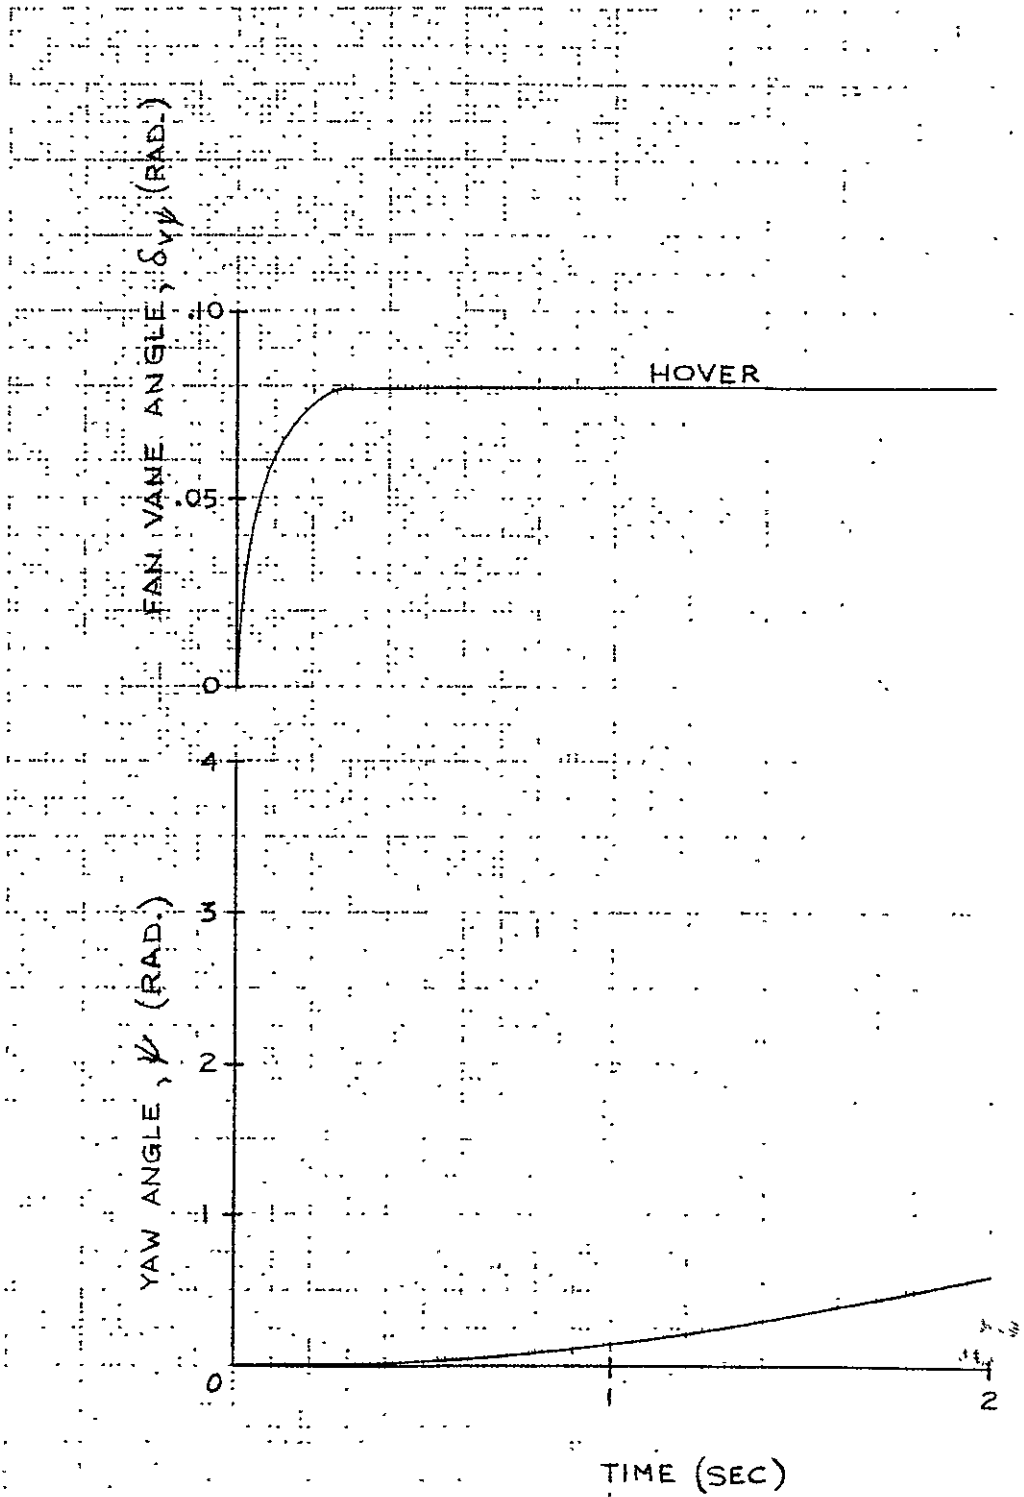 FAN VANE ANGLE, δvψ (RAD.)
.10
.05
0
HOVER
YAW ANGLE, ψ (RAD.)
4
3
2
1
0
1
2
TIME (SEC)